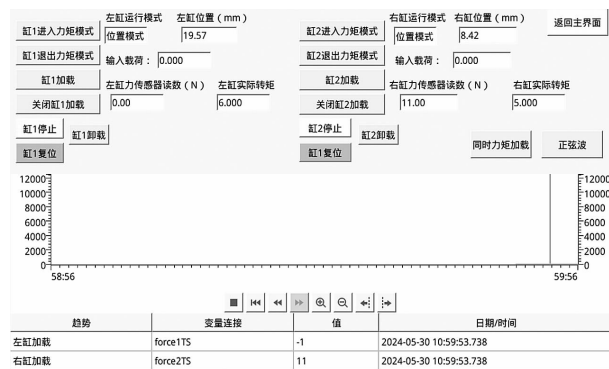 左缸运行模式 左缸位置（mm） 右缸运行模式 右缸位置（mm） 返回主界面
缸1进入力矩模式 位置模式 19.57 缸2进入力矩模式 位置模式 8.42
缸1退出力矩模式 输入载荷： 0.000 缸2退出力矩模式 输入载荷： 0.000
缸1加载 左缸力传感器读数（N） 左缸实际转矩 缸2加载 右缸力传感器读数（N） 右缸实际转矩
关闭缸1加载 0.00 6.000 关闭缸2加载 11.00 5.000
缸1停止 缸1卸载 缸2停止 缸2卸载
缸1复位 缸1复位 同时力矩加载 正弦波
12000 12000
10000 10000
8000 8000
6000 6000
4000 4000
2000 2000
0 0
58:56 59:56
趋势 变量连接 值 日期/时间
左缸加载 force1TS -1 2024-05-30 10:59:53.738
右缸加载 force2TS 11 2024-05-30 10:59:53.738